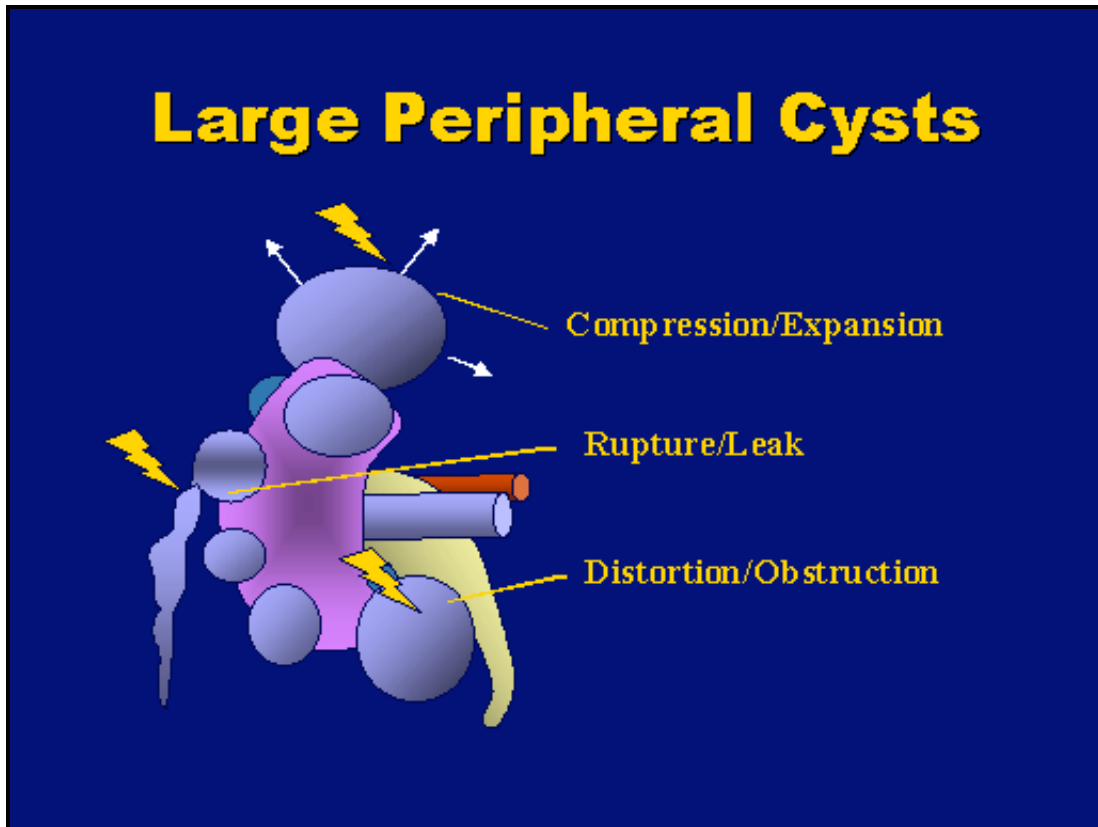 Large Peripheral Cysts
Compression/Expansion
Rupture/Leak
Distortion/Obstruction